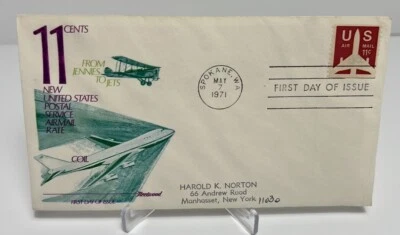 11 CENTS
FROM
JENNIES
TO
JETS
NEW
UNITED STATES
POSTAL
SERVICE
AIRMAIL
RATE
COIL
Fleetwood
FIRST DAY OF ISSUE
SPOKANE, WA
MAY
7
1971
FIRST DAY OF ISSUE
US
AIR MAIL
11c
HAROLD K. NORTON
66 Andrew Road
Manhasset, New York 11030